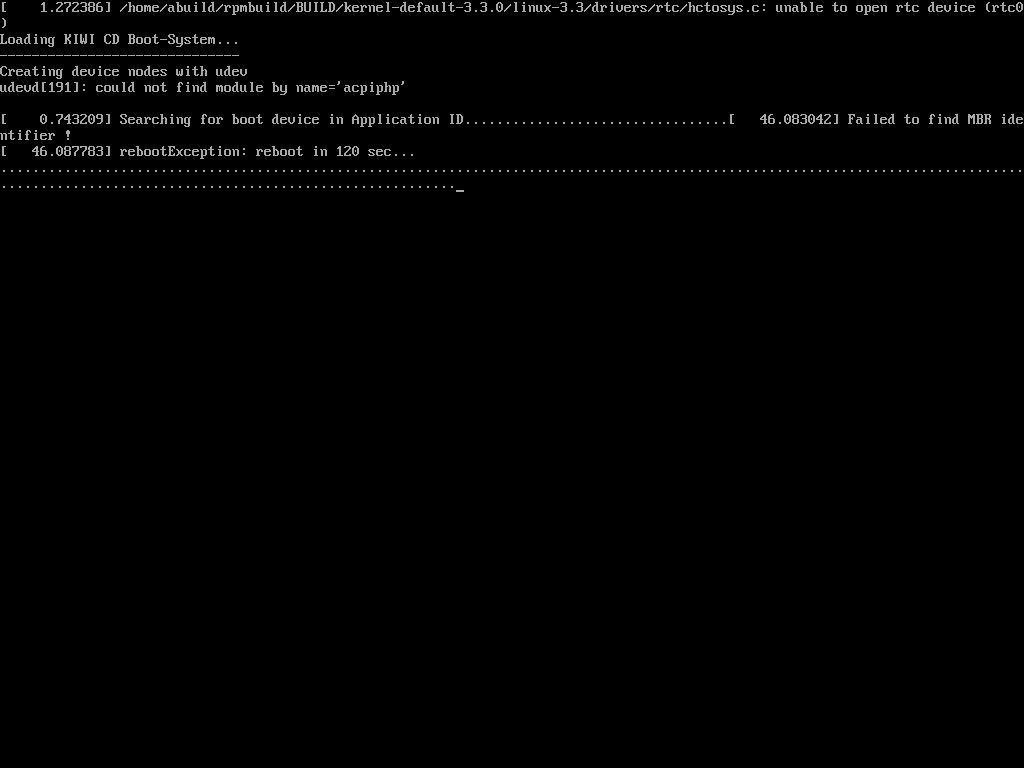 [    1.272386] /home/abuild/rpmbuild/BUILD/kernel-default-3.3.0/linux-3.3/drivers/rtc/hctosys.c: unable to open rtc device (rtc0
)
Loading KIWI CD Boot-System...
------------------------------
Creating device nodes with udev
udevd[191]: could not find module by name='acpiphp'
[    0.743209] Searching for boot device in Application ID.................................[   46.083042] Failed to find MBR ide
ntifier !
[   46.087783] rebootException: reboot in 120 sec...
................................................................................................................................
........................................................._